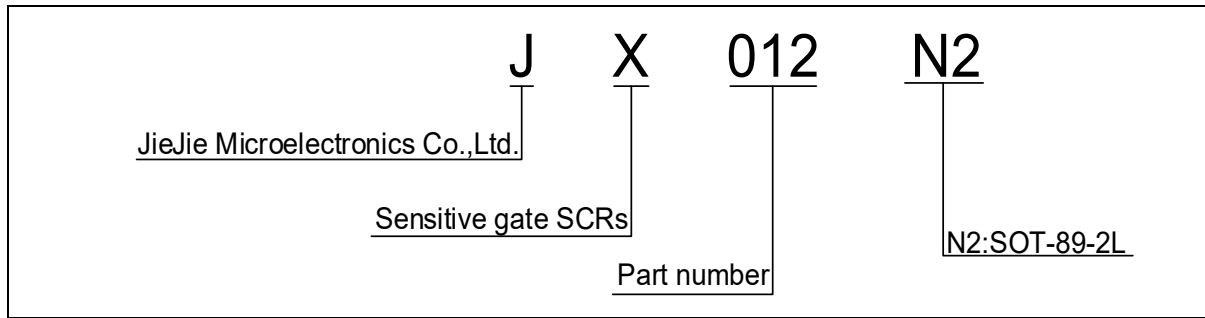 J X 012 N2
JieJie Microelectronics Co.,Ltd.
Sensitive gate SCRs
N2:SOT-89-2L
Part number